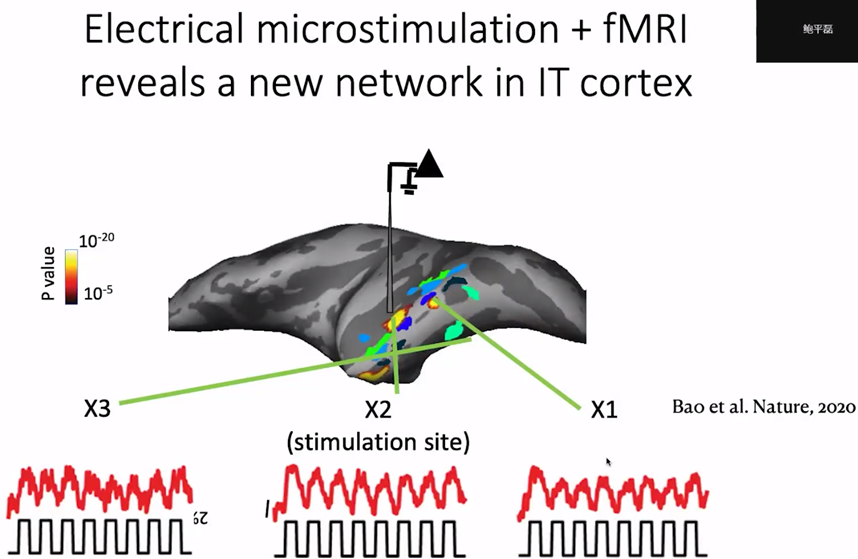 Electrical microstimulation + fMRI
reveals a new network in IT cortex
鲍平磊
P value
10-20
10-5
X3
X2
(stimulation site)
X1
Bao et al. Nature, 2020